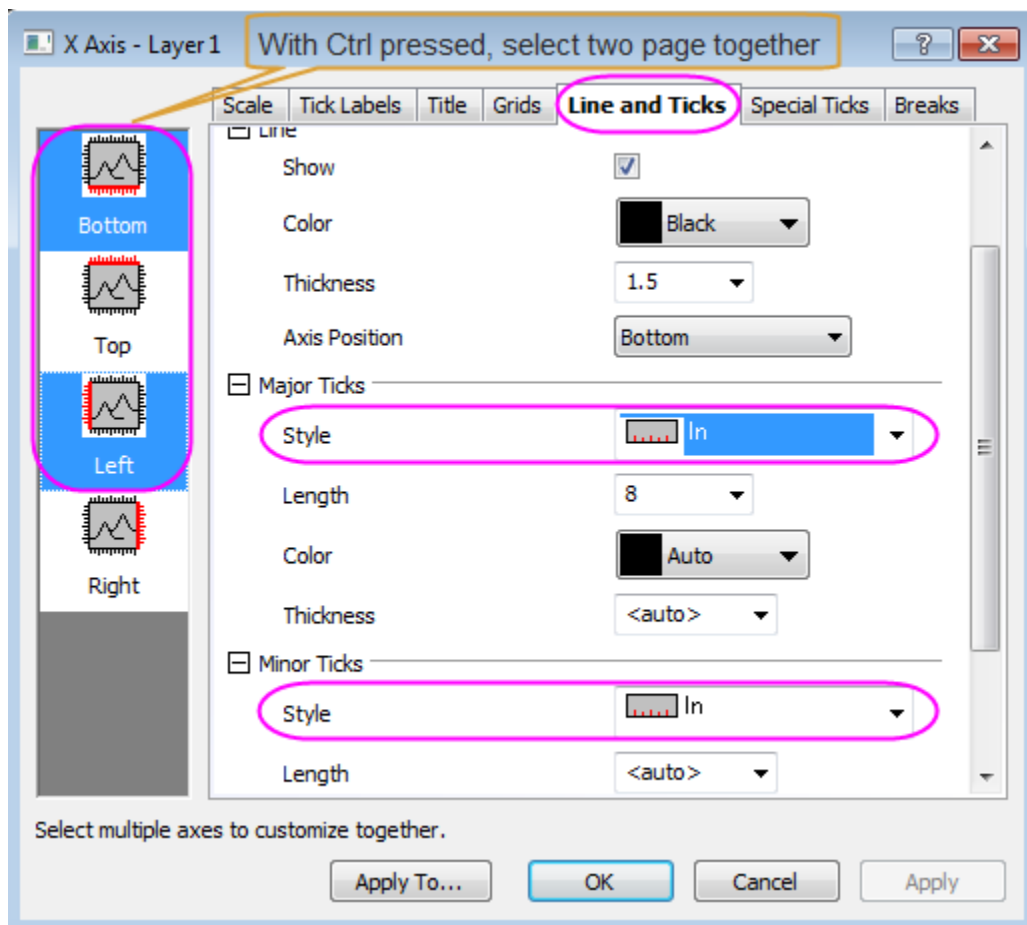 X Axis - Layer 1
With Ctrl pressed, select two page together
Scale Tick Labels Title Grids Line and Ticks Special Ticks Breaks
Bottom
Top
Left
Right
Line
Show
Color Black
Thickness 1.5
Axis Position Bottom
Major Ticks
Style In
Length 8
Color Auto
Thickness <auto>
Minor Ticks
Style In
Length <auto>
Select multiple axes to customize together.
Apply To... OK Cancel Apply